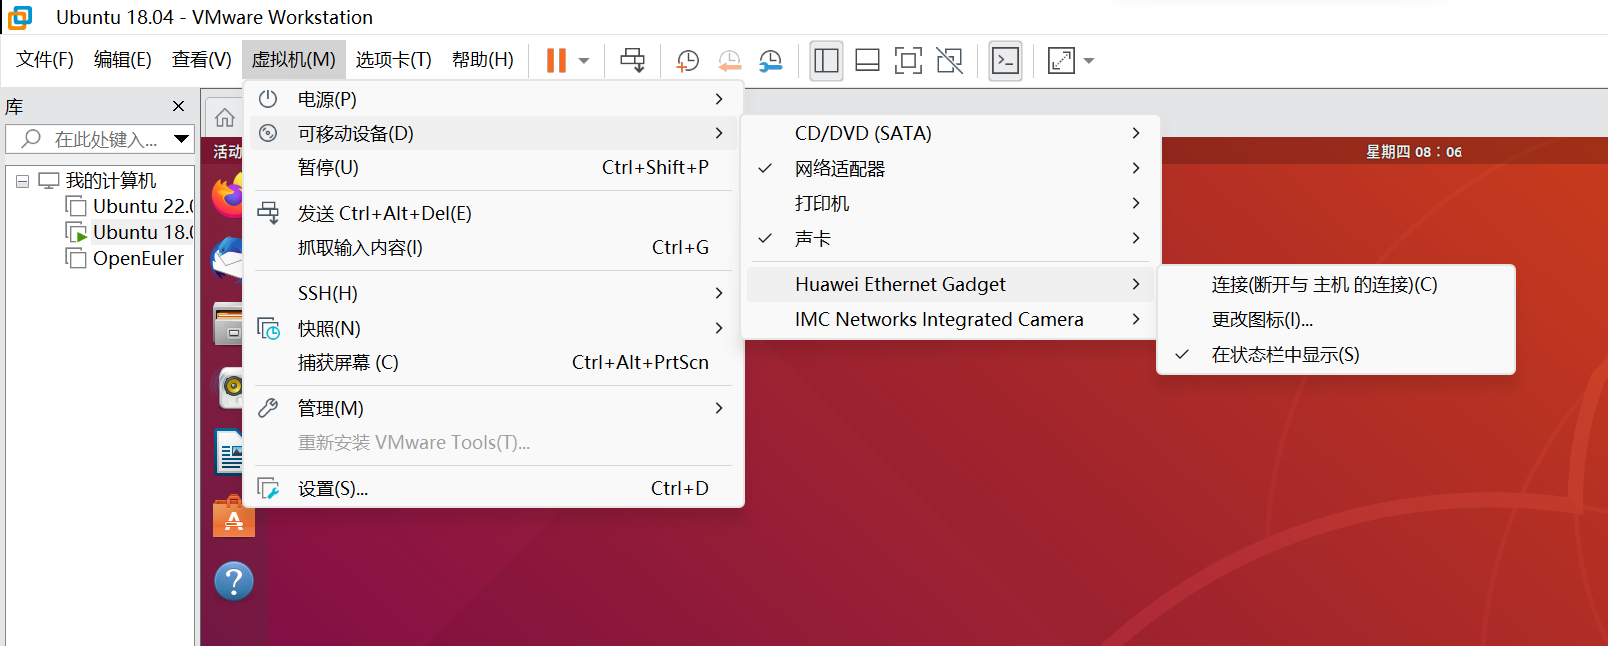 Ubuntu 18.04 - VMware Workstation
文件(F) 编辑(E) 查看(V) 虚拟机(M) 选项卡(T) 帮助(H)
库
在此处键入...
我的计算机
Ubuntu 22.0
Ubuntu 18.0
OpenEuler
活动
星期四 08：06
电源(P)
可移动设备(D)
暂停(U) Ctrl+Shift+P
发送 Ctrl+Alt+Del(E)
抓取输入内容(I) Ctrl+G
SSH(H)
快照(N)
捕获屏幕 (C) Ctrl+Alt+PrtScn
管理(M)
重新安装 VMware Tools(T)...
设置(S)... Ctrl+D
CD/DVD (SATA)
网络适配器
打印机
声卡
Huawei Ethernet Gadget
IMC Networks Integrated Camera
连接(断开与 主机 的连接)(C)
更改图标(I)...
在状态栏中显示(S)